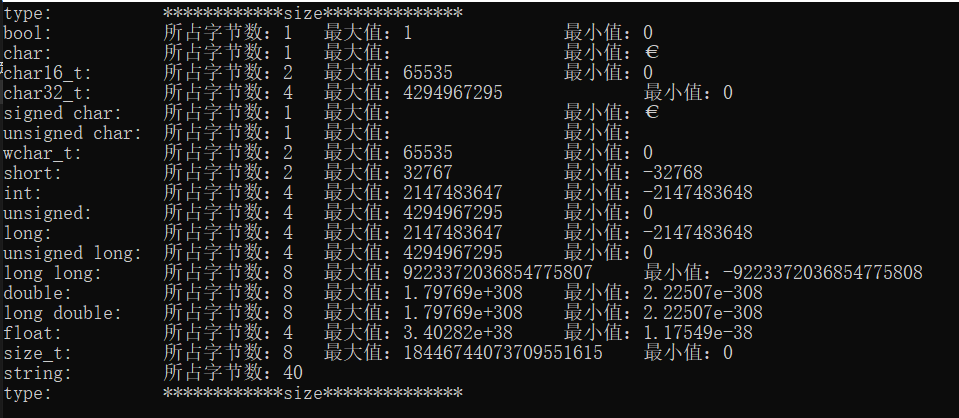 type: ************size**************
bool: 所占字节数：1 最大值：1 最小值：0
char: 所占字节数：1 最大值： 最小值：€
char16_t: 所占字节数：2 最大值：65535 最小值：0
char32_t: 所占字节数：4 最大值：4294967295 最小值：0
signed char: 所占字节数：1 最大值： 最小值：€
unsigned char: 所占字节数：1 最大值： 最小值：
wchar_t: 所占字节数：2 最大值：65535 最小值：0
short: 所占字节数：2 最大值：32767 最小值：-32768
int: 所占字节数：4 最大值：2147483647 最小值：-2147483648
unsigned: 所占字节数：4 最大值：4294967295 最小值：0
long: 所占字节数：4 最大值：2147483647 最小值：-2147483648
unsigned long: 所占字节数：4 最大值：4294967295 最小值：0
long long: 所占字节数：8 最大值：9223372036854775807 最小值：-9223372036854775808
double: 所占字节数：8 最大值：1.79769e+308 最小值：2.22507e-308
long double: 所占字节数：8 最大值：1.79769e+308 最小值：2.22507e-308
float: 所占字节数：4 最大值：3.40282e+38 最小值：1.17549e-38
size_t: 所占字节数：8 最大值：18446744073709551615 最小值：0
string: 所占字节数：40
type: ************size**************